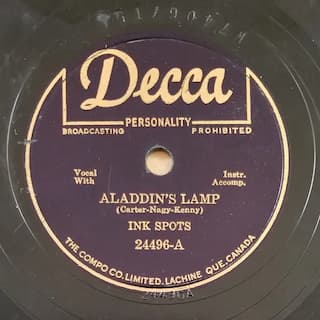 Decca
PERSONALITY
BROADCASTING PROHIBITED
Vocal With
Instr. Accomp.
ALADDIN'S LAMP
(Carter-Nagy-Kenny)
INK SPOTS
24496-A
THE COMPO CO. LIMITED. LACHINE QUE. CANADA